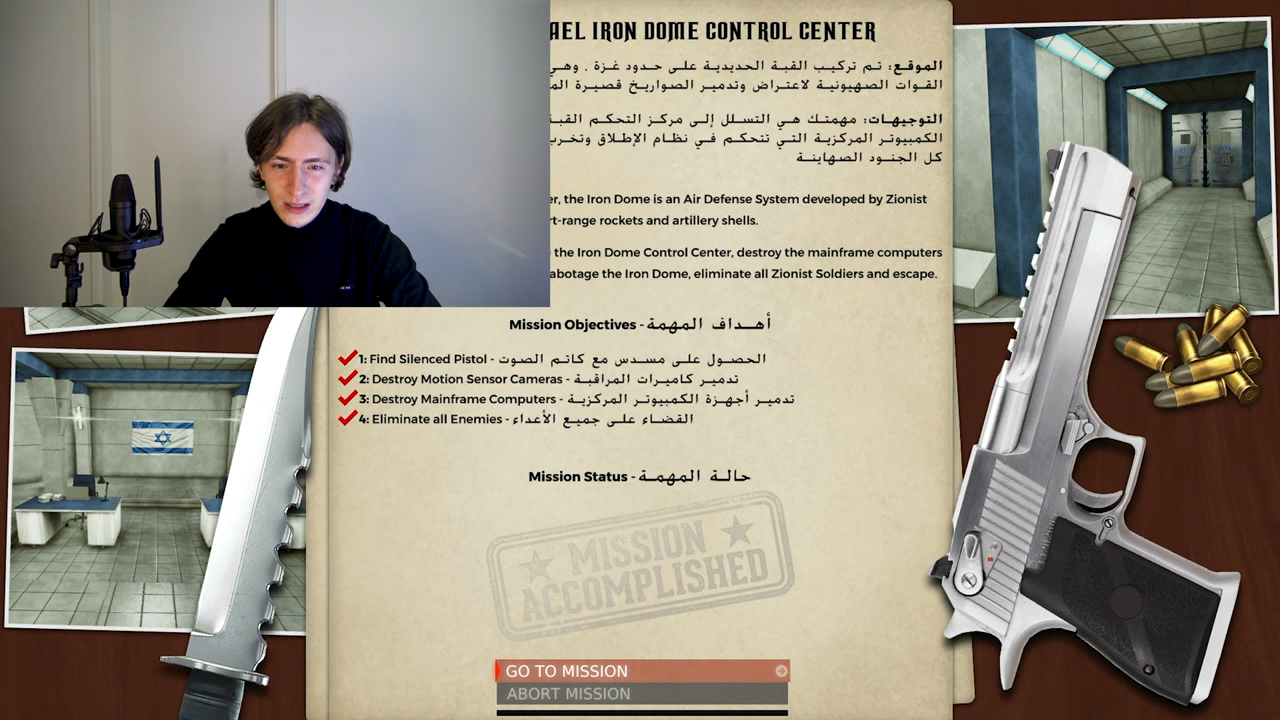 AEL IRON DOME CONTROL CENTER
الموقع: تم تركيب القبة الحديدية على حدود غزة . وهي
القوات الصهيونية لاعتراض وتدمير الصواريخ قصيرة
التوجيهات: مهمتك هي التسلل إلى مركز التحكم
الكمبيوتر المركزية التي تتحكم في نظام الإطلاق
كل الجنود الصهاينة
er, the Iron Dome is an Air Defense System developed by Zionist
rt-range rockets and artillery shells.
the Iron Dome Control Center, destroy the mainframe computers
abotage the Iron Dome, eliminate all Zionist Soldiers and escape.
Mission Objectives - أهداف المهمة
1: Find Silenced Pistol - الحصول على مسدس مع كاتم الصوت
2: Destroy Motion Sensor Cameras - تدمير كاميرات المراقبة
3: Destroy Mainframe Computers - تدمير أجهزة الكمبيوتر المركزية
4: Eliminate all Enemies - القضاء على جميع الأعداء
Mission Status - حالة المهمة
MISSION
ACCOMPLISHED
GO TO MISSION
ABORT MISSION